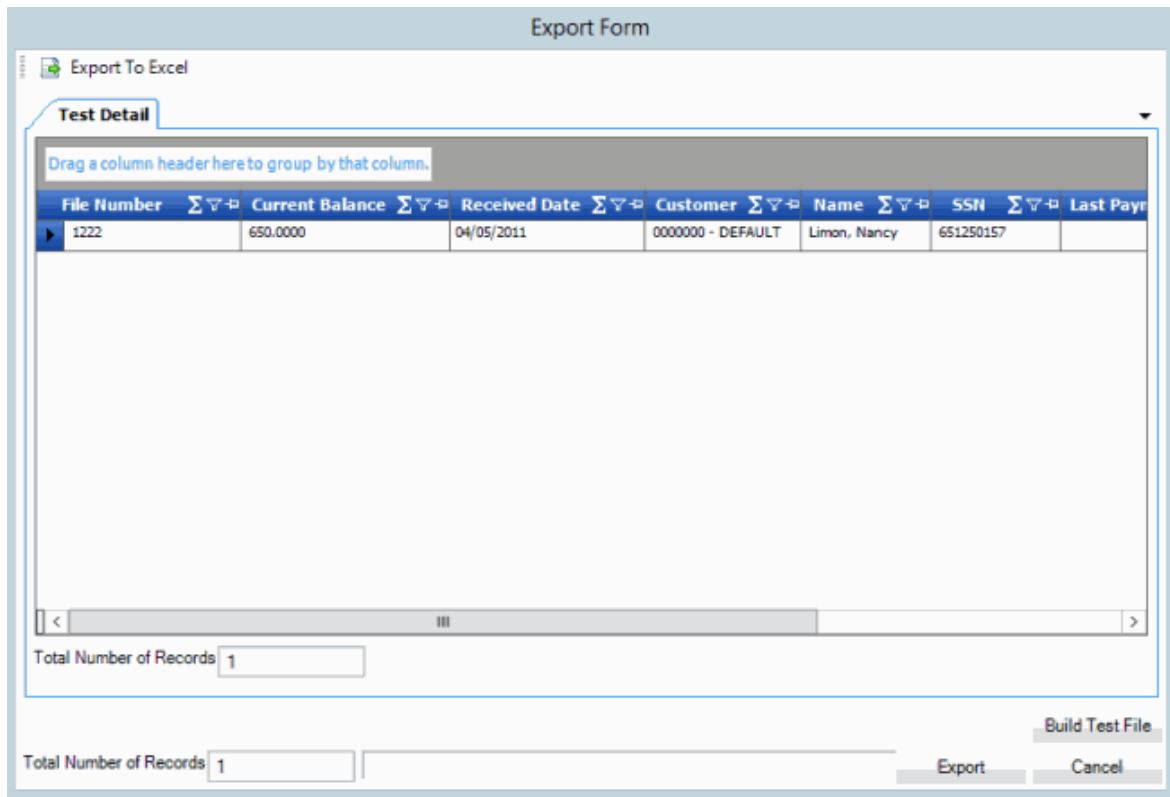 Export Form
Export To Excel
Test Detail
Drag a column header here to group by that column.
File Number Current Balance Received Date Customer Name SSN Last Payr
1222 650.0000 04/05/2011 0000000 - DEFAULT Limon, Nancy 651250157
Total Number of Records 1
Build Test File
Total Number of Records 1 Export Cancel